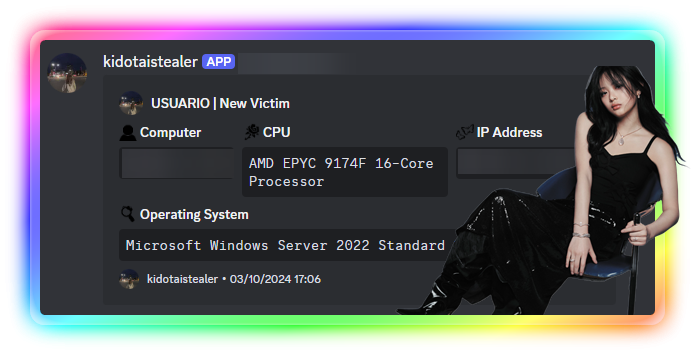 kidotaistealer APP
USUARIO | New Victim
Computer
CPU
IP Address
AMD EPYC 9174F 16-Core
Processor
Operating System
Microsoft Windows Server 2022 Standard
kidotaistealer • 03/10/2024 17:06